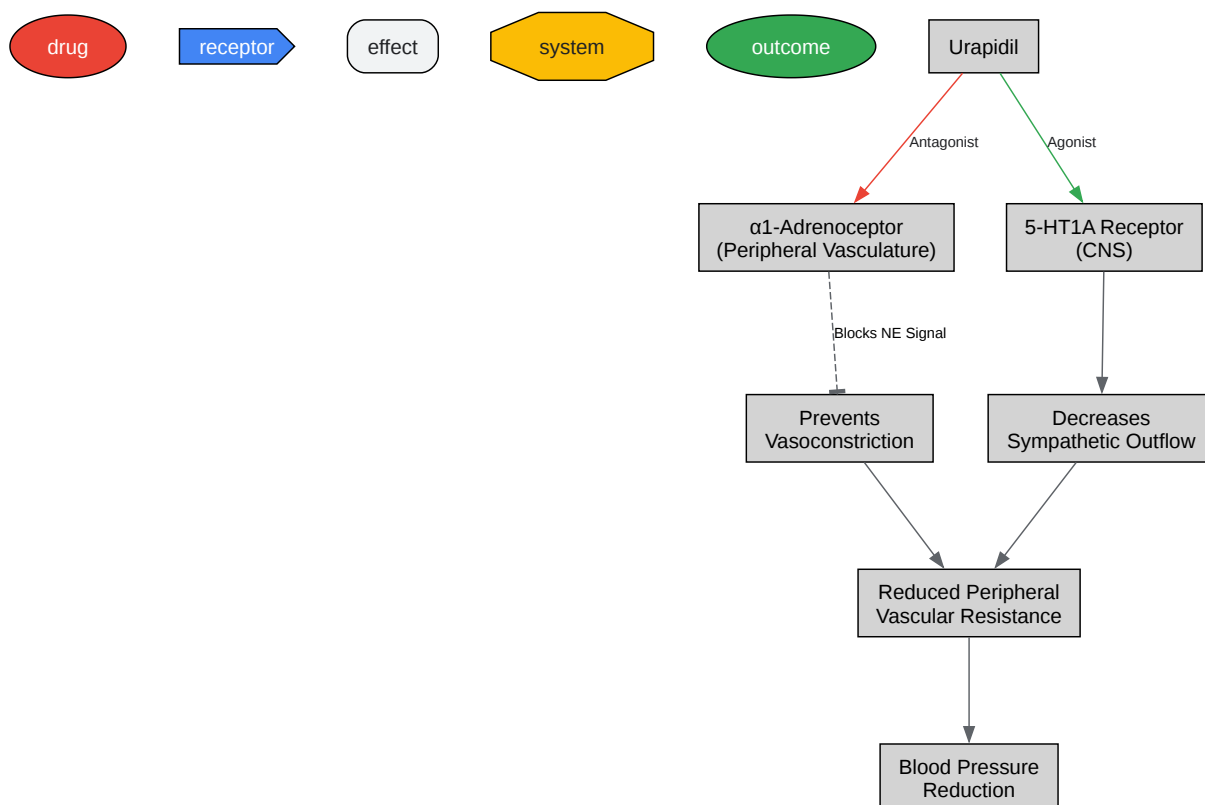 drug
receptor
effect
system
outcome
Urapidil
Antagonist
Agonist
α1-Adrenoceptor
(Peripheral Vasculature)
5-HT1A Receptor
(CNS)
Blocks NE Signal
Prevents
Vasoconstriction
Decreases
Sympathetic Outflow
Reduced Peripheral
Vascular Resistance
Blood Pressure
Reduction